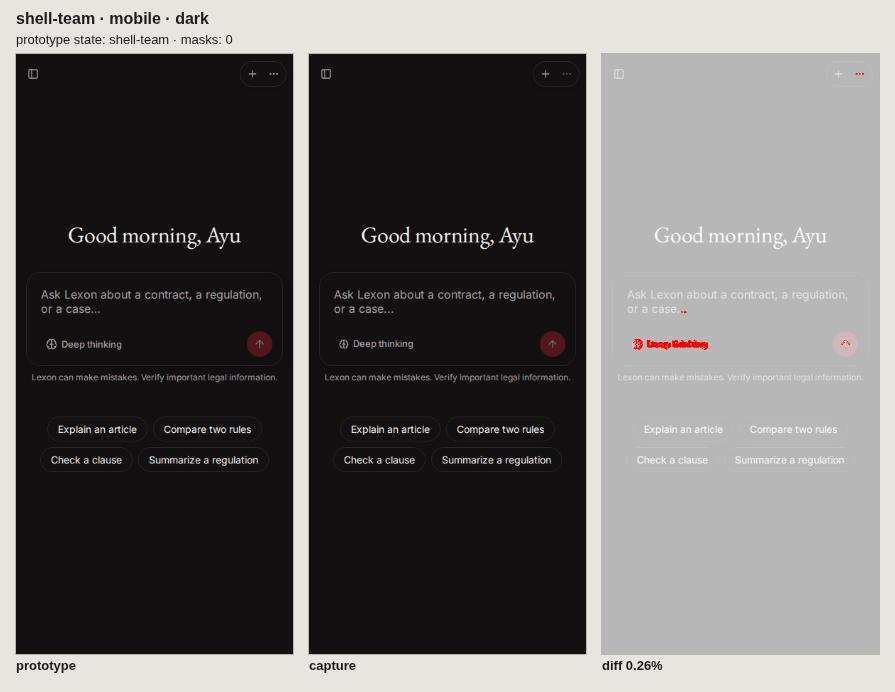 shell-team · mobile · dark
prototype state: shell-team · masks: 0
Good morning, Ayu
Ask Lexon about a contract, a regulation,
or a case...
Deep thinking
Lexon can make mistakes. Verify important legal information.
Explain an article
Compare two rules
Check a clause
Summarize a regulation
prototype
Good morning, Ayu
Ask Lexon about a contract, a regulation,
or a case...
Deep thinking
Lexon can make mistakes. Verify important legal information.
Explain an article
Compare two rules
Check a clause
Summarize a regulation
capture
Good morning, Ayu
Ask Lexon about a contract, a regulation,
or a case...
Lexon can make mistakes. Verify important legal information.
Explain an article
Compare two rules
Check a clause
Summarize a regulation
diff 0.26%